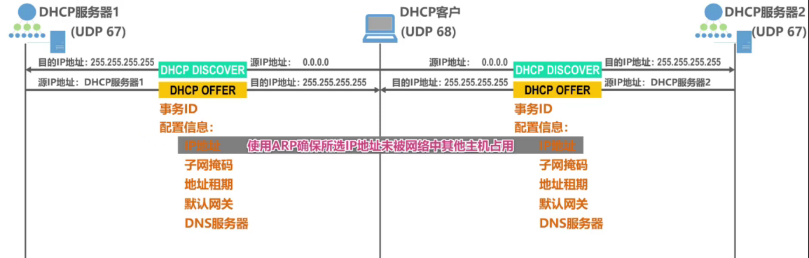 DHCP服务器1
(UDP 67)
DHCP客户
(UDP 68)
DHCP服务器2
(UDP 67)
目的IP地址: 255.255.255.255
DHCP DISCOVER
源IP地址: 0.0.0.0
源IP地址: 0.0.0.0
DHCP DISCOVER
目的IP地址: 255.255.255.255
源IP地址: DHCP服务器1
DHCP OFFER
目的IP地址: 255.255.255.255
目的IP地址: 255.255.255.255
DHCP OFFER
源IP地址: DHCP服务器2
事务ID
事务ID
配置信息:
配置信息:
IP地址
使用ARP确保所选IP地址未被网络中其他主机占用
IP地址
子网掩码
子网掩码
地址租期
地址租期
默认网关
默认网关
DNS服务器
DNS服务器